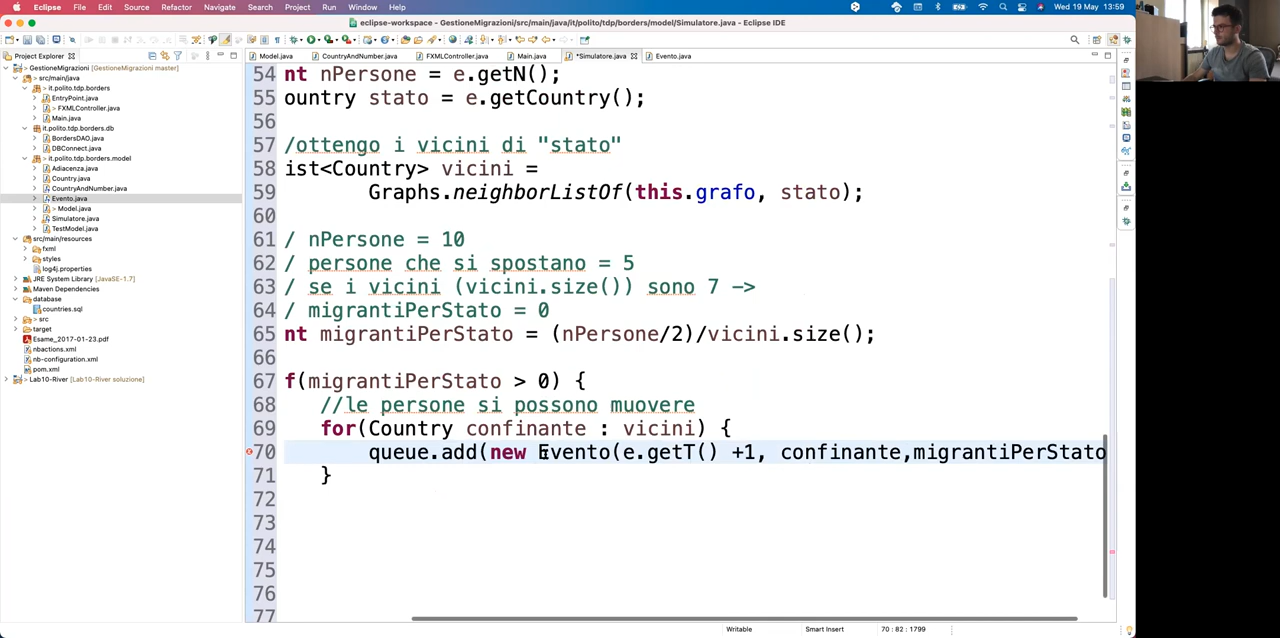 Eclipse File Edit Source Refactor Navigate Search Project Run Window Help Wed 19 May 13:59
eclipse-workspace - GestioneMigrazioni/src/main/java/it/polito/tdp/borders/model/Simulatore.java - Eclipse IDE
Project Explorer
Model.java CountryAndNumber.java FXMLController.java Main.java *Simulatore.java Evento.java
GestioneMigrazioni [GestioneMigrazioni master]
src/main/java
it.polito.tdp.borders
EntryPoint.java
> FXMLController.java
Main.java
it.polito.tdp.borders.db
BordersDAO.java
DBConnect.java
it.polito.tdp.borders.model
Adiacenza.java
Country.java
CountryAndNumber.java
Evento.java
> Model.java
Simulatore.java
TestModel.java
src/main/resources
fxml
styles
log4j.properties
JRE System Library [JavaSE-1.7]
Maven Dependencies
database
countries.sql
> src
target
Esame_2017-01-23.pdf
nbactions.xml
nb-configuration.xml
pom.xml
Lab10-River [Lab10-River soluzione]
54 nt nPersone = e.getN();
55 ountry stato = e.getCountry();
56
57 /ottengo i vicini di "stato"
58 ist<Country> vicini =
59 Graphs.neighborListOf(this.grafo, stato);
60
61 / nPersone = 10
62 / persone che si spostano = 5
63 / se i vicini (vicini.size()) sono 7 ->
64 / migrantiPerStato = 0
65 nt migrantiPerStato = (nPersone/2)/vicini.size();
66
67 f(migrantiPerStato > 0) {
68 //le persone si possono muovere
69 for(Country confinante : vicini) {
70 queue.add(new Evento(e.getT() +1, confinante,migrantiPerStato
71 }
72
73
74
75
76
77
Writable Smart Insert 70 : 82 : 1799